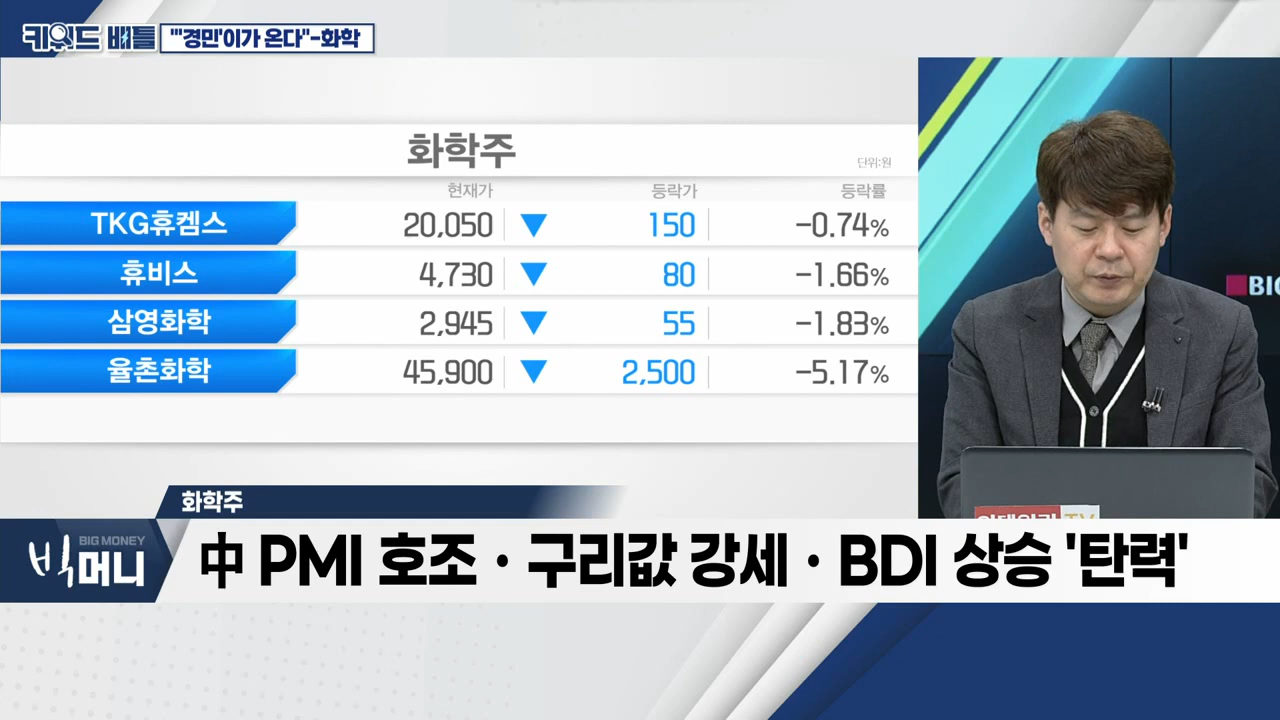 키워드 배틀 "'경민'이가 온다"-화학
화학주
단위:원
현재가 등락가 등락률
TKG휴켐스 20,050 ▼ 150 -0.74%
휴비스 4,730 ▼ 80 -1.66%
삼영화학 2,945 ▼ 55 -1.83%
율촌화학 45,900 ▼ 2,500 -5.17%
BIG
화학주
BIG MONEY
빅머니
中 PMI 호조·구리값 강세·BDI 상승 '탄력'